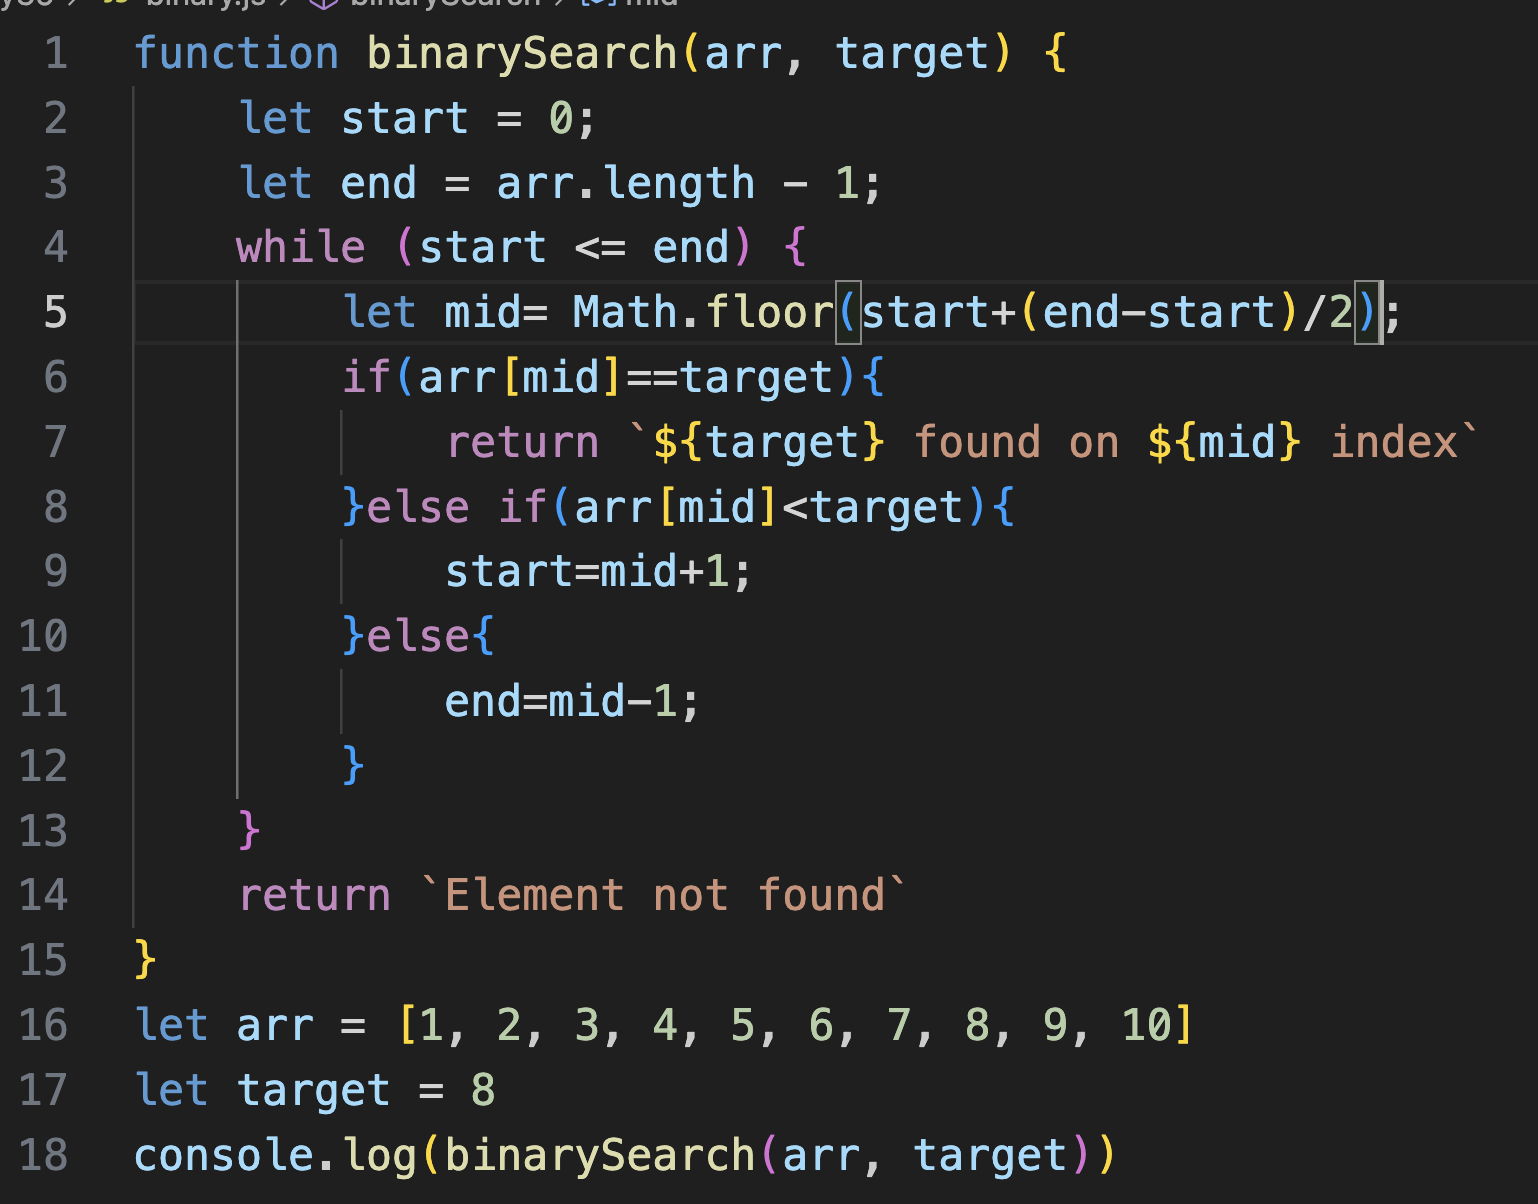 binary.js › binarySearch › mid
1 function binarySearch(arr, target) {
2     let start = 0;
3     let end = arr.length - 1;
4     while (start <= end) {
5         let mid= Math.floor(start+(end-start)/2);
6         if(arr[mid]==target){
7             return `${target} found on ${mid} index`
8         }else if(arr[mid]<target){
9             start=mid+1;
10         }else{
11             end=mid-1;
12         }
13     }
14     return `Element not found`
15 }
16 let arr = [1, 2, 3, 4, 5, 6, 7, 8, 9, 10]
17 let target = 8
18 console.log(binarySearch(arr, target))